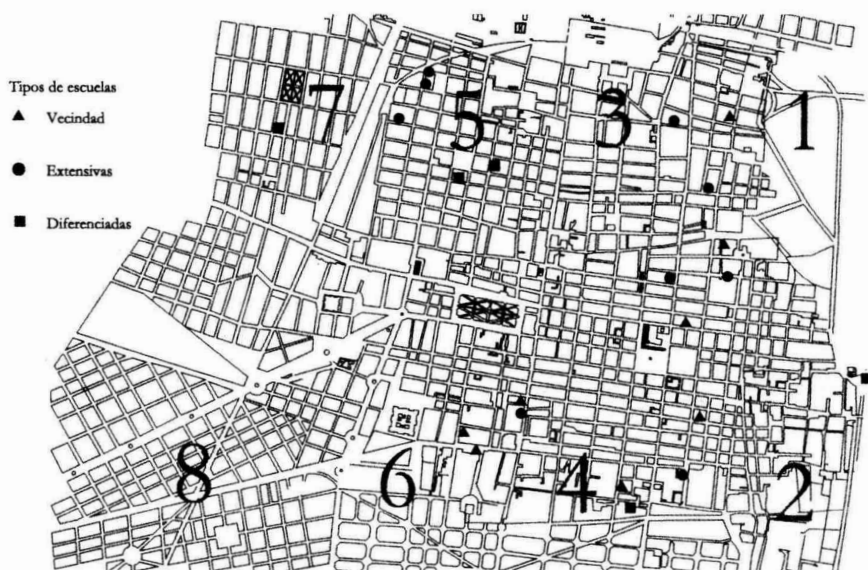 Tipos de escuelas
Vecindad
Extensivas
Diferenciadas
7
5
3
1
8
6
4
2